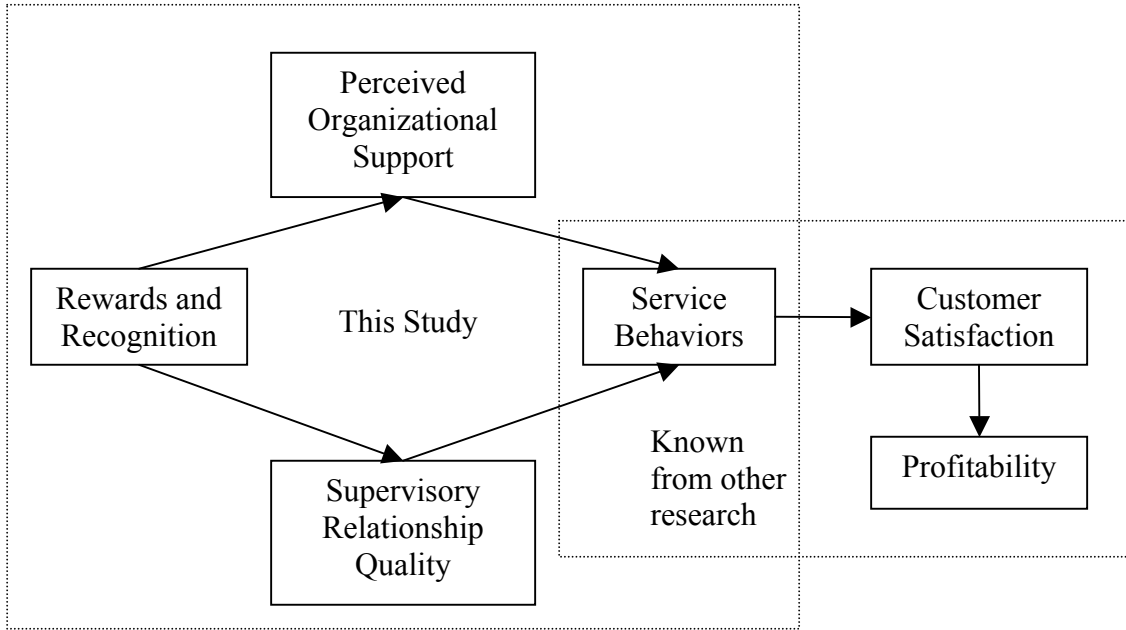 Perceived
Organizational
Support
Rewards and
Recognition
This Study
Service
Behaviors
Customer
Satisfaction
Known
from other
research
Profitability
Supervisory
Relationship
Quality